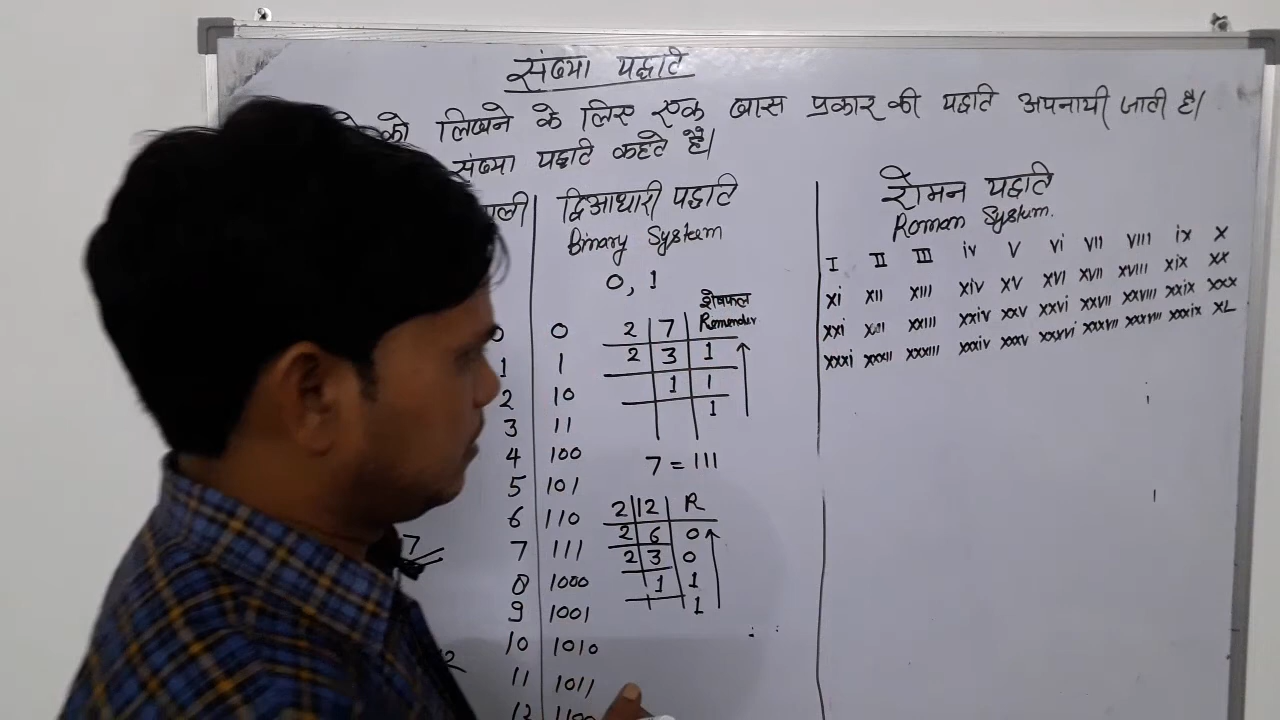 संख्या पद्धति
को लिखने के लिए एक खास प्रकार की पद्धति अपनायी जाती है।
संख्या पद्धति कहते है।
द्विआधारी पद्धति
Binary System
0, 1
0 0
1 1
2 10
3 11
4 100
5 101
6 110
7 111
8 1000
9 1001
10 1010
11 1011
12 1100
शेषफल
2 7 Remender
2 3 1
1 1
1
7 = 111
2 12 R
2 6 0
2 3 0
1 1
1
7
रोमन पद्धति
Roman System.
I II III iv V vi VII VIII ix X
xi XII XIII xiv XV XVI XVII XVIII xix XX
xxi XXII XXIII xxiv XXV XXVi XXVII XXVIII XXix XXX
xxxi XXXII XXXIII xxxiv XXXV XXXVi XXXVII XXXVIII XXXix XL